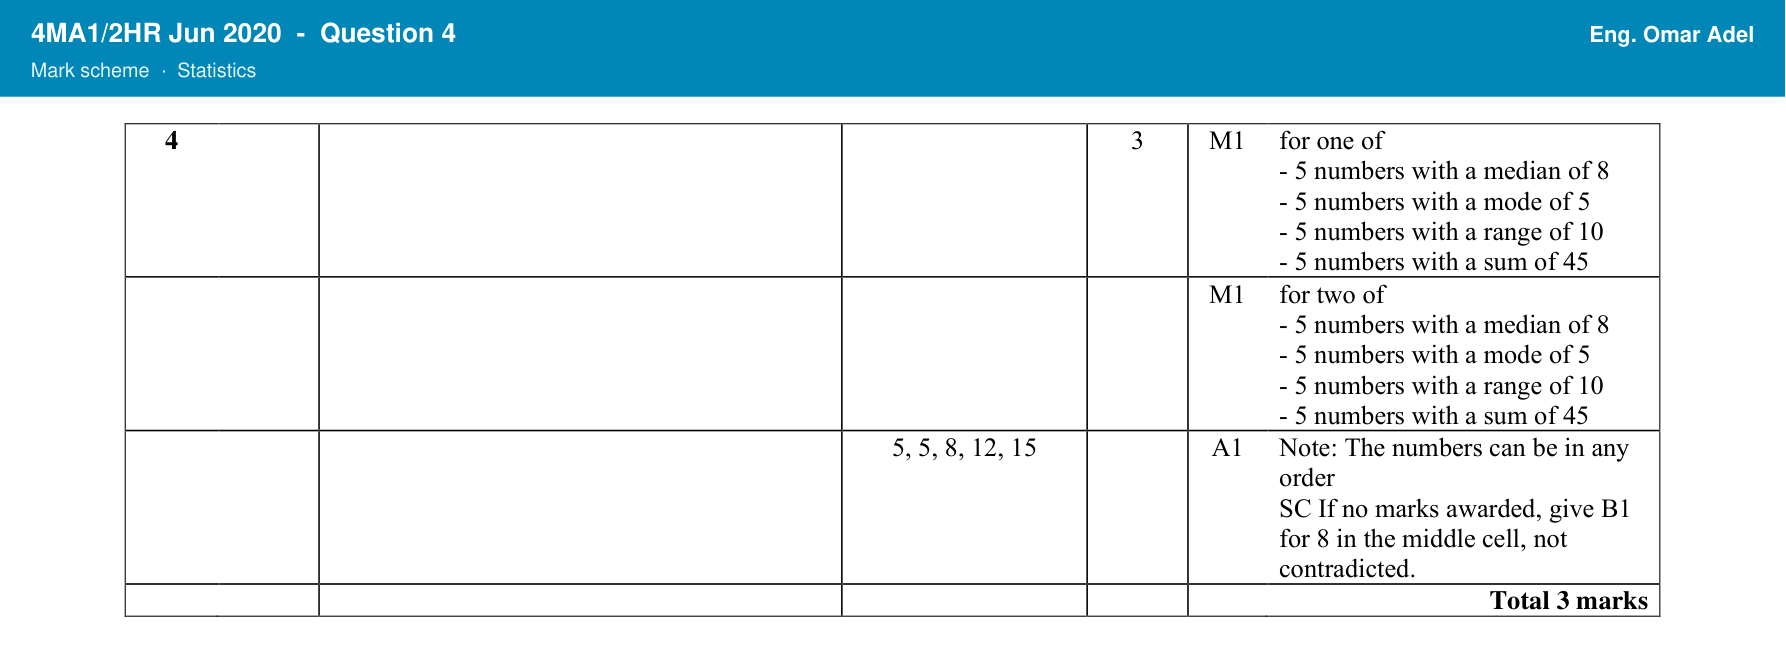 4MA1/2HR Jun 2020 - Question 4
Eng. Omar Adel
Mark scheme · Statistics
4 3 M1 for one of
- 5 numbers with a median of 8
- 5 numbers with a mode of 5
- 5 numbers with a range of 10
- 5 numbers with a sum of 45
M1 for two of
- 5 numbers with a median of 8
- 5 numbers with a mode of 5
- 5 numbers with a range of 10
- 5 numbers with a sum of 45
5, 5, 8, 12, 15 A1 Note: The numbers can be in any
order
SC If no marks awarded, give B1
for 8 in the middle cell, not
contradicted.
Total 3 marks